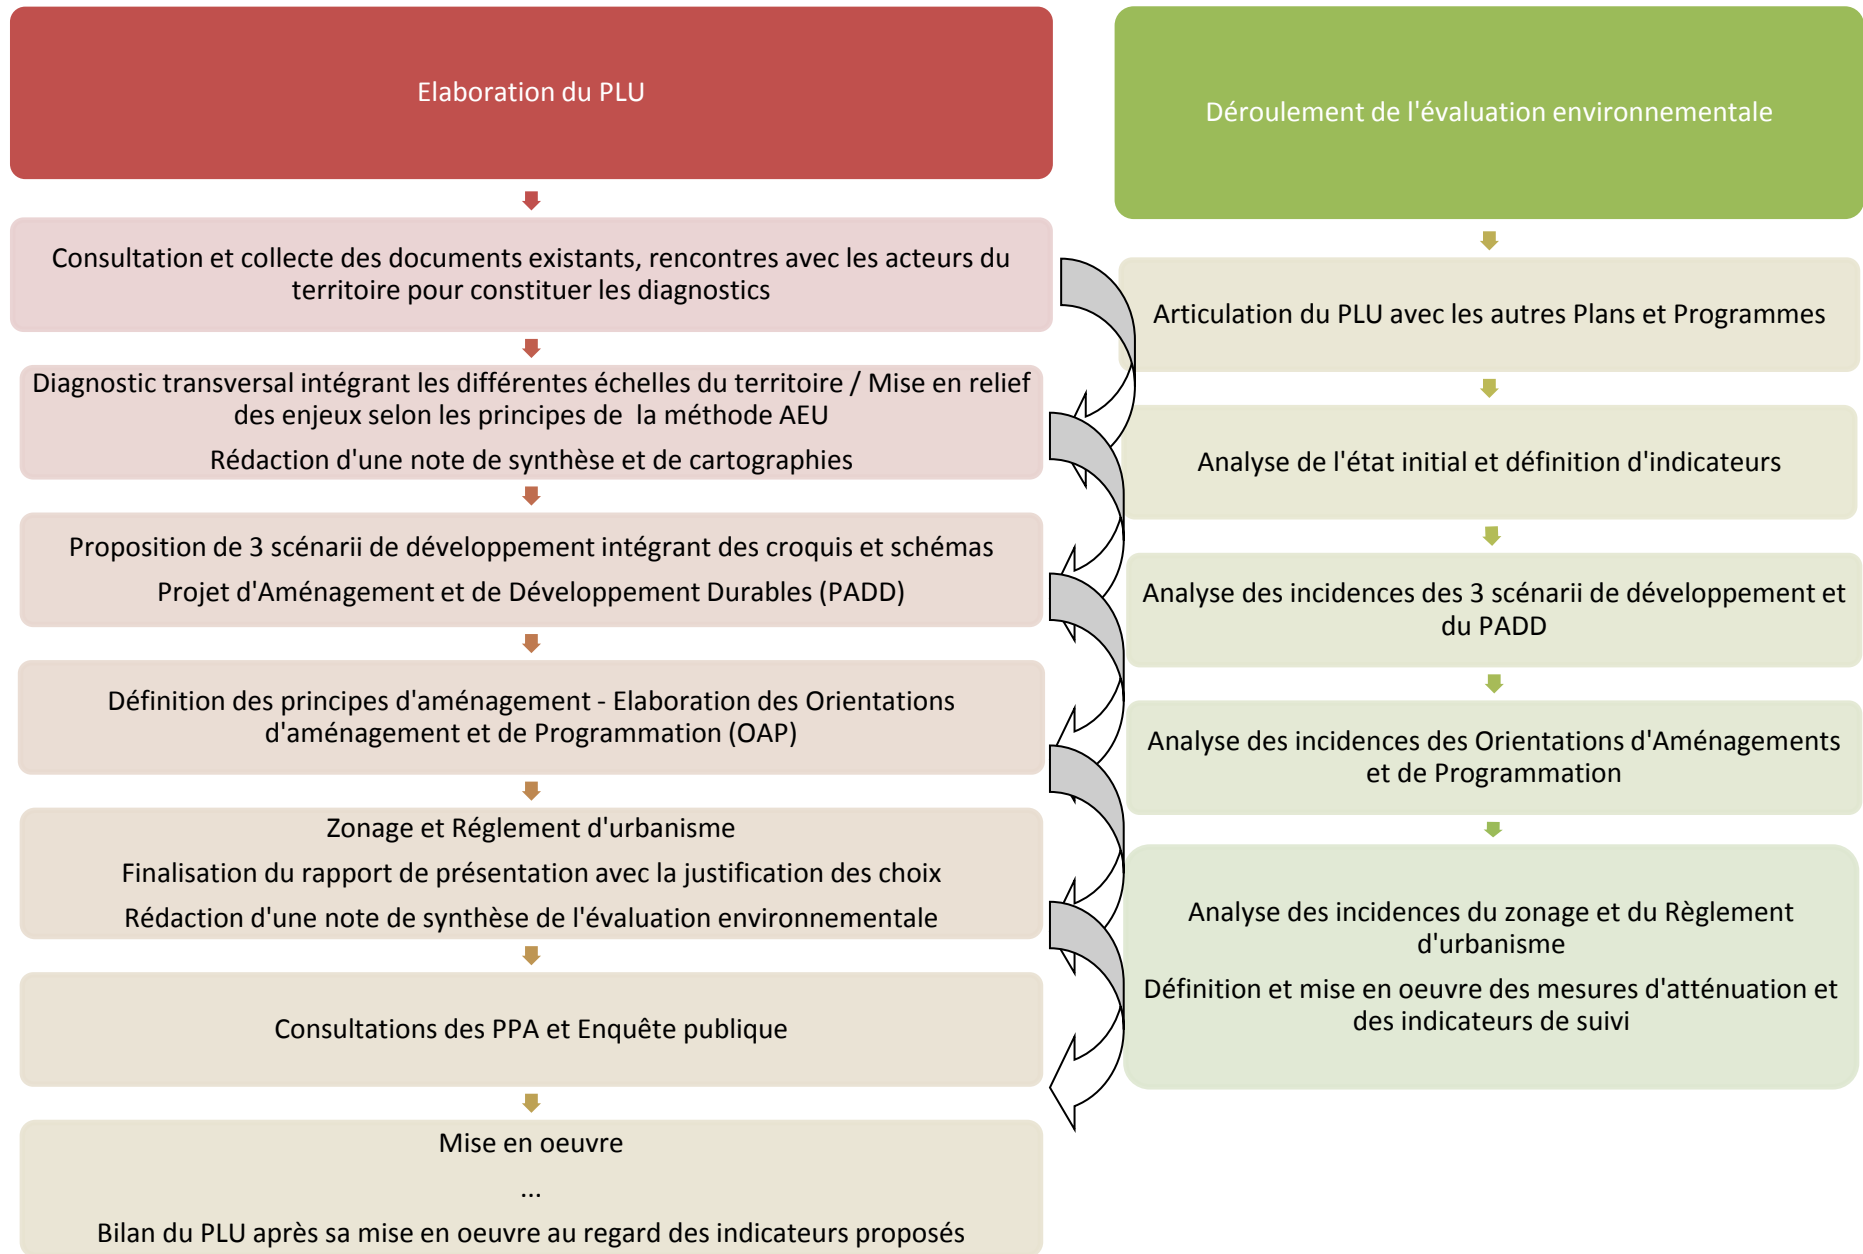 Elaboration du PLU
Consultation et collecte des documents existants, rencontres avec les acteurs du
territoire pour constituer les diagnostics
Diagnostic transversal intégrant les différentes échelles du territoire / Mise en relief
des enjeux selon les principes de  la méthode AEU
Rédaction d'une note de synthèse et de cartographies
Proposition de 3 scénarii de développement intégrant des croquis et schémas
Projet d'Aménagement et de Développement Durables (PADD)
Définition des principes d'aménagement - Elaboration des Orientations
d'aménagement et de Programmation (OAP)
Zonage et Réglement d'urbanisme
Finalisation du rapport de présentation avec la justification des choix
Rédaction d'une note de synthèse de l'évaluation environnementale
Consultations des PPA et Enquête publique
Mise en oeuvre
...
Bilan du PLU après sa mise en oeuvre au regard des indicateurs proposés
Déroulement de l'évaluation environnementale
Articulation du PLU avec les autres Plans et Programmes
Analyse de l'état initial et définition d'indicateurs
Analyse des incidences des 3 scénarii de développement et
du PADD
Analyse des incidences des Orientations d'Aménagements
et de Programmation
Analyse des incidences du zonage et du Règlement
d'urbanisme
Définition et mise en oeuvre des mesures d'atténuation et
des indicateurs de suivi